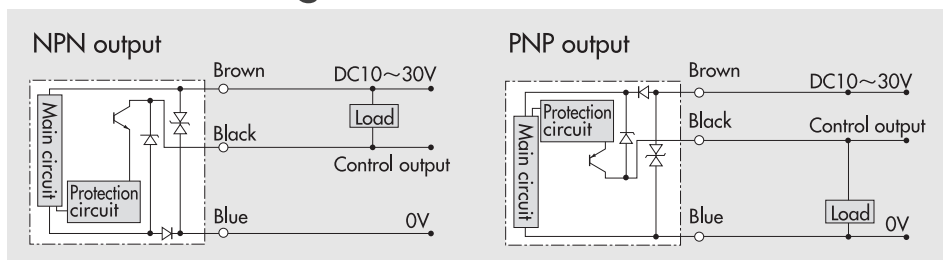 NPN output
Brown
DC10～30V
Main circuit
Load
Black
Control output
Protection
circuit
Blue
0V
PNP output
Brown
DC10～30V
Main circuit
Protection
circuit
Black
Control output
Blue
Load
0V